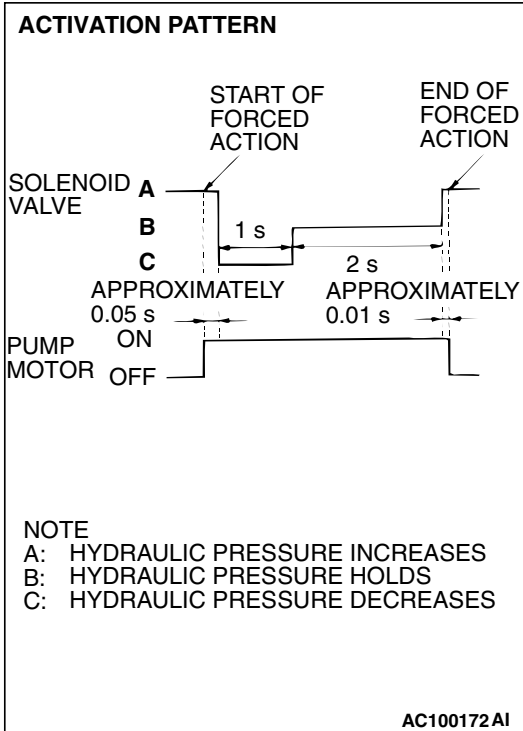 ACTIVATION PATTERN
START OF
FORCED
ACTION
END OF
FORCED
ACTION
SOLENOID
VALVE
A
B
C
1 s
2 s
APPROXIMATELY
0.05 s
APPROXIMATELY
0.01 s
PUMP
MOTOR
ON
OFF
NOTE
A: HYDRAULIC PRESSURE INCREASES
B: HYDRAULIC PRESSURE HOLDS
C: HYDRAULIC PRESSURE DECREASES
AC100172 AI